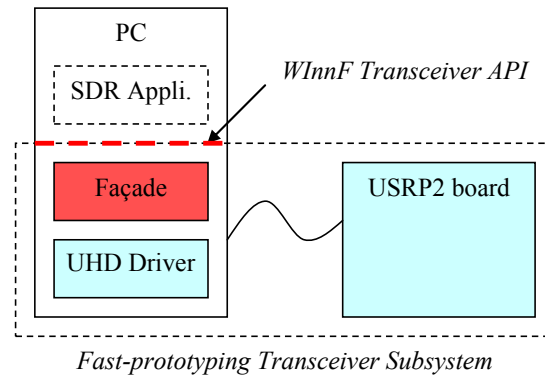 PC
WInnF Transceiver API
SDR Appli.
Façade
USRP2 board
UHD Driver
Fast-prototyping Transceiver Subsystem